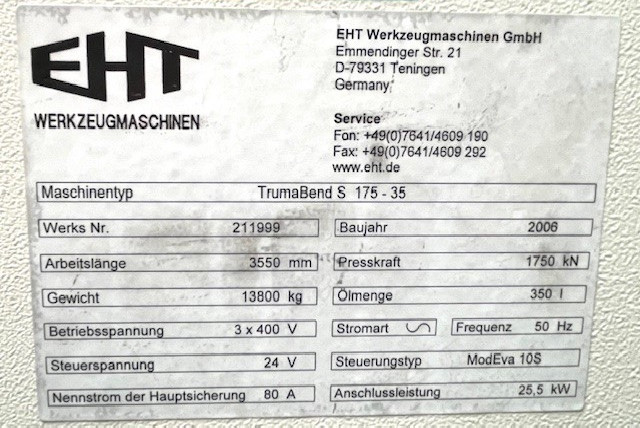 EHT
WERKZEUGMASCHINEN
EHT Werkzeugmaschinen GmbH
Emmendinger Str. 21
D-79331 Teningen
Germany
Service
Fon: +49(0)7641/4609 190
Fax: +49(0)7641/4609 292
www.eht.de
Maschinentyp TrumaBend S 175 - 35
Werks Nr. 211999 Baujahr 2006
Arbeitslänge 3550 mm Presskraft 1750 kN
Gewicht 13800 kg Ölmenge 350 l
Betriebsspannung 3 x 400 V Stromart Frequenz 50 Hz
Steuerspannung 24 V Steuerungstyp ModEva 10S
Nennstrom der Hauptsicherung 80 A Anschlussleistung 25,5 kW